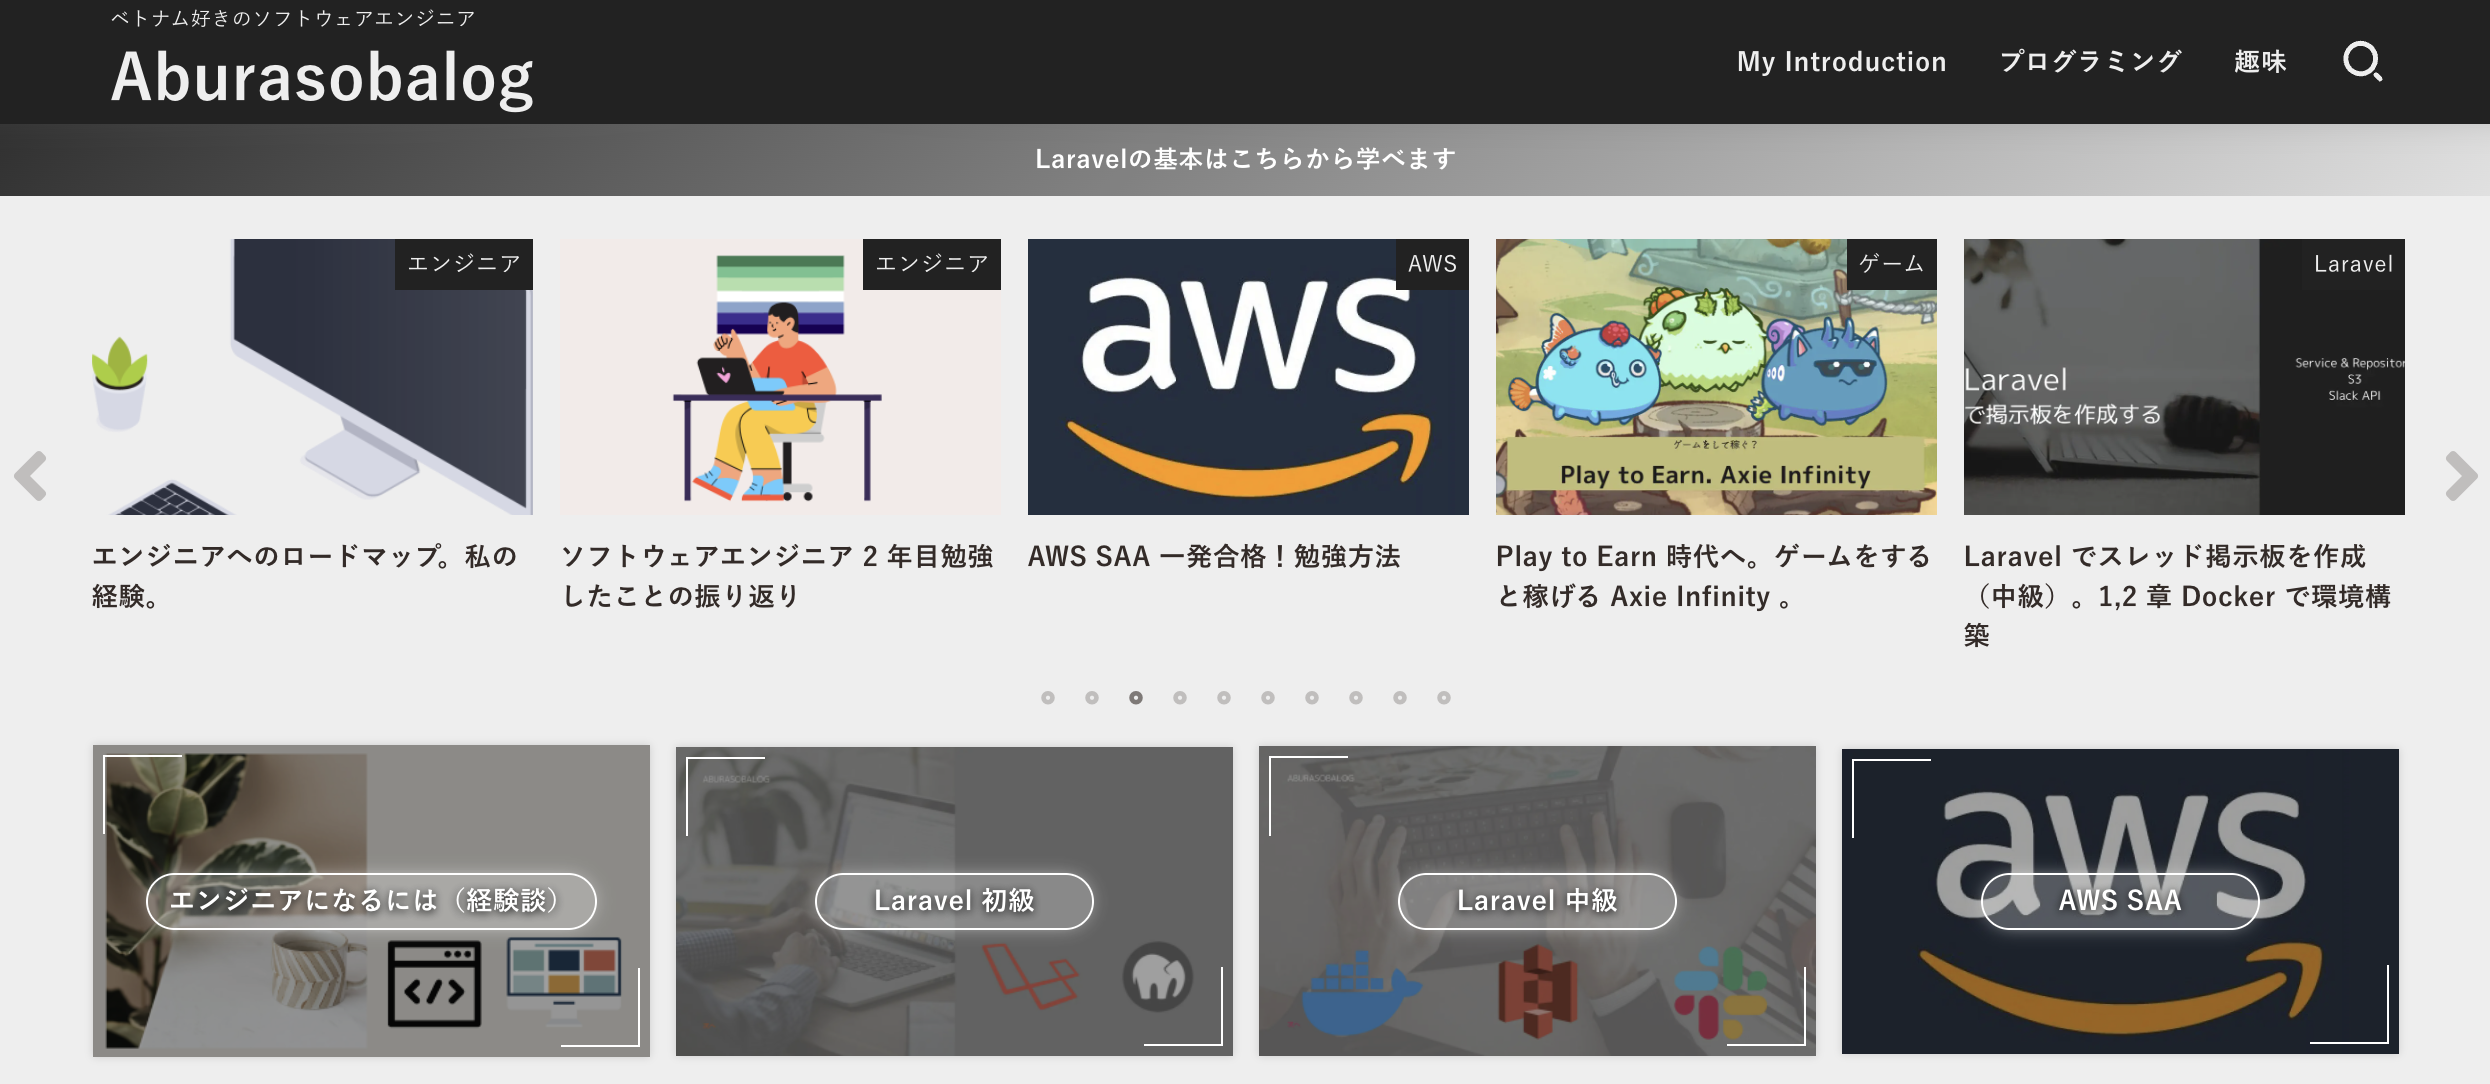 ベトナム好きのソフトウェアエンジニア
Aburasobalog
My Introduction
プログラミング
趣味
Laravelの基本はこちらから学べます
エンジニア
エンジニア
AWS
ゲーム
Laravel
aws
ゲームをして稼ぐ?
Play to Earn. Axie Infinity
Laravel
で掲示板を作成する
Service & Repositor
S3
Slack API
エンジニアへのロードマップ。私の
経験。
ソフトウェアエンジニア 2 年目勉強
したことの振り返り
AWS SAA 一発合格！勉強方法
Play to Earn 時代へ。ゲームをする
と稼げる Axie Infinity 。
Laravel でスレッド掲示板を作成
（中級）。1,2 章 Docker で環境構
築
ABURASOBALOG
ABURASOBALOG
aws
エンジニアになるには（経験談）
Laravel 初級
Laravel 中級
AWS SAA